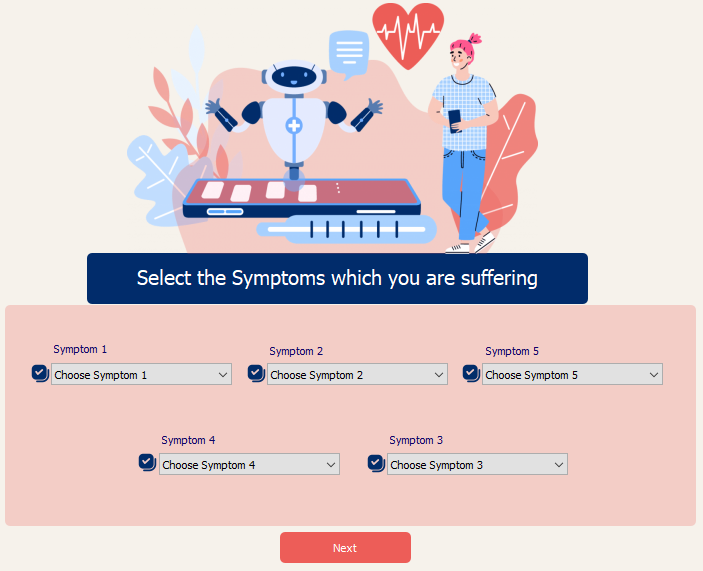 Select the Symptoms which you are suffering
Symptom 1
Choose Symptom 1
Symptom 2
Choose Symptom 2
Symptom 5
Choose Symptom 5
Symptom 4
Choose Symptom 4
Symptom 3
Choose Symptom 3
Next